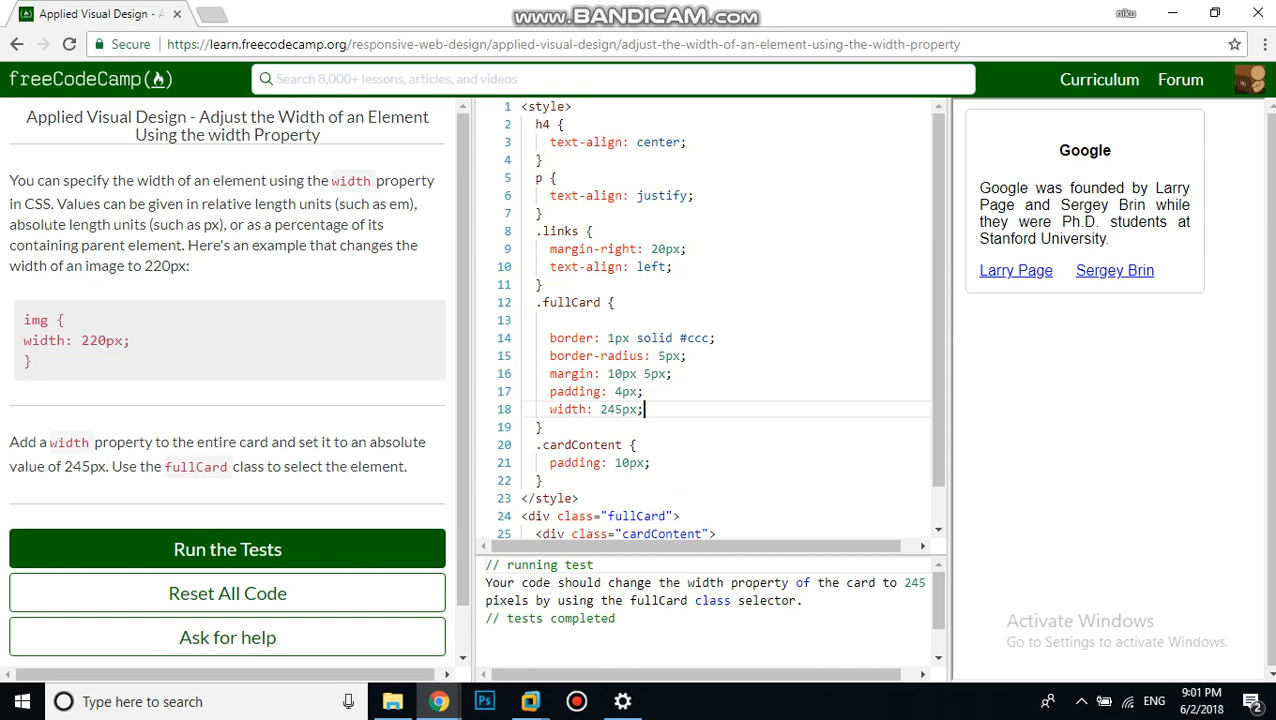 www.BANDICAM.com
Applied Visual Design - A
niku
Secure
https://learn.freecodecamp.org/responsive-web-design/applied-visual-design/adjust-the-width-of-an-element-using-the-width-property
freeCodeCamp
Search 8,000+ lessons, articles, and videos
Curriculum
Forum
Applied Visual Design - Adjust the Width of an Element
Using the width Property
You can specify the width of an element using the width property
in CSS. Values can be given in relative length units (such as em),
absolute length units (such as px), or as a percentage of its
containing parent element. Here's an example that changes the
width of an image to 220px:
img {
width: 220px;
}
Add a width property to the entire card and set it to an absolute
value of 245px. Use the fullCard class to select the element.
Run the Tests
Reset All Code
Ask for help
1 <style>
2 h4 {
3 text-align: center;
4 }
5 p {
6 text-align: justify;
7 }
8 .links {
9 margin-right: 20px;
10 text-align: left;
11 }
12 .fullCard {
13
14 border: 1px solid #ccc;
15 border-radius: 5px;
16 margin: 10px 5px;
17 padding: 4px;
18 width: 245px;
19 }
20 .cardContent {
21 padding: 10px;
22 }
23 </style>
24 <div class="fullCard">
25 <div class="cardContent">
// running test
Your code should change the width property of the card to 245
pixels by using the fullCard class selector.
// tests completed
Google
Google was founded by Larry
Page and Sergey Brin while
they were Ph.D. students at
Stanford University.
Larry Page Sergey Brin
Activate Windows
Go to Settings to activate Windows.
Type here to search
Ps
ENG
9:01 PM
6/2/2018
2